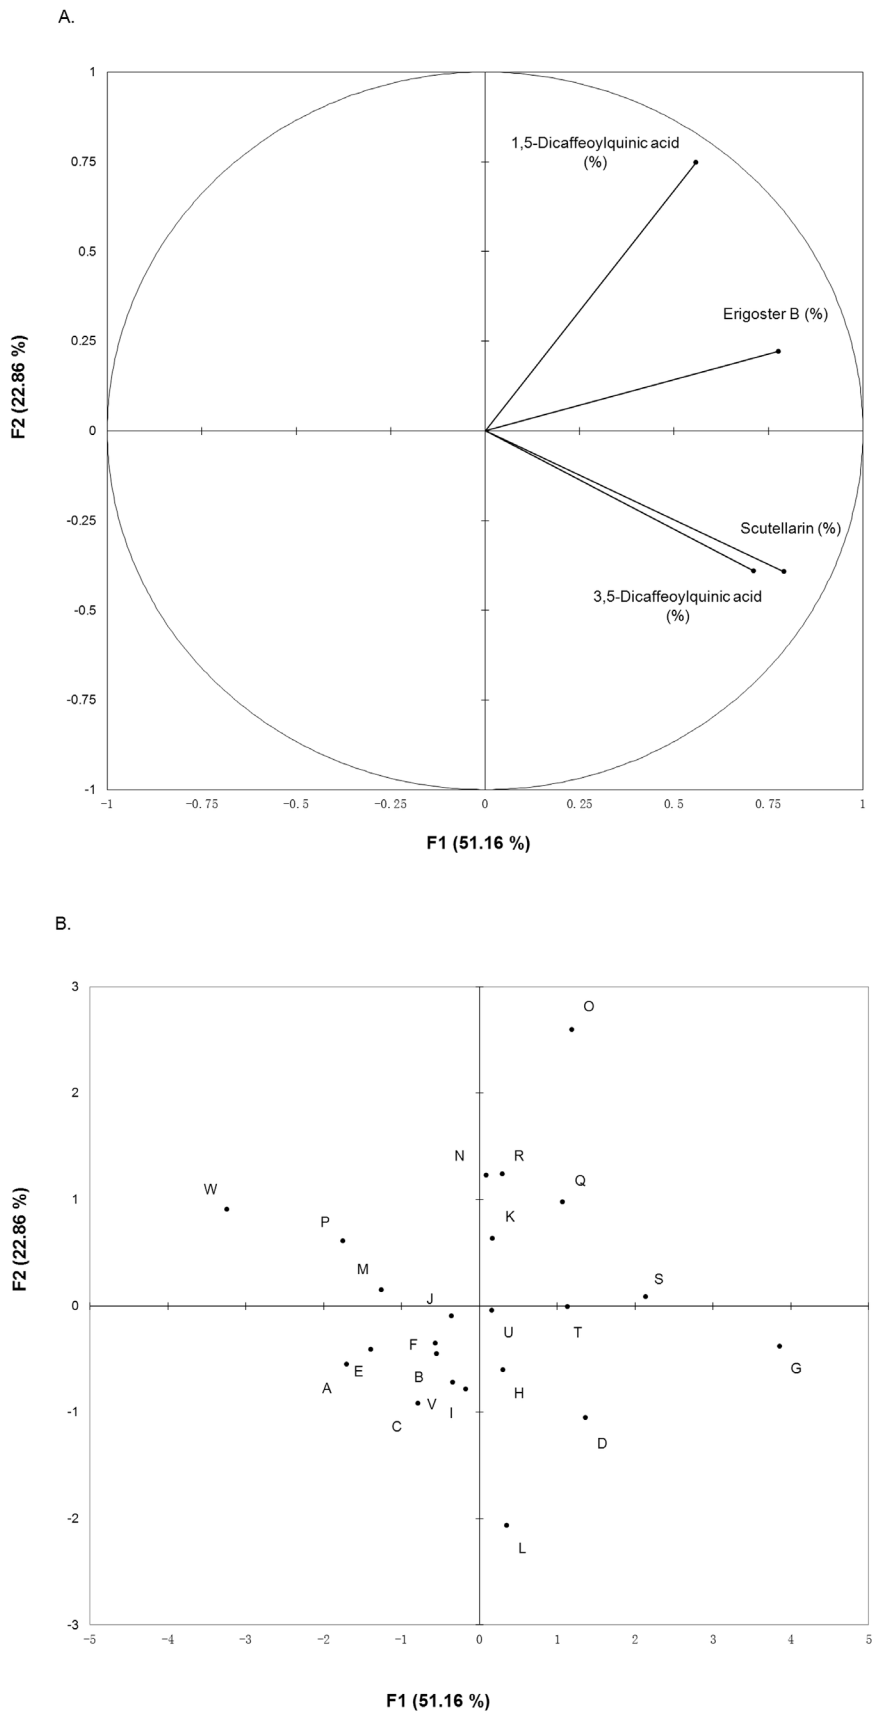 A.
1
0.75
0.5
0.25
0
-0.25
-0.5
-0.75
-1
F2 (22.86 %)
1,5-Dicaffeoylquinic acid
(%)
Erigoster B (%)
Scutellarin (%)
3,5-Dicaffeoylquinic acid
(%)
-1 -0.75 -0.5 -0.25 0 0.25 0.5 0.75 1
F1 (51.16 %)
B.
3
2
1
0
-1
-2
-3
F2 (22.86 %)
O
N R
Q
W
K
P
M
S
J
U T
F
E
G
B
A
H
V
I
C
D
L
-5 -4 -3 -2 -1 0 1 2 3 4 5
F1 (51.16 %)